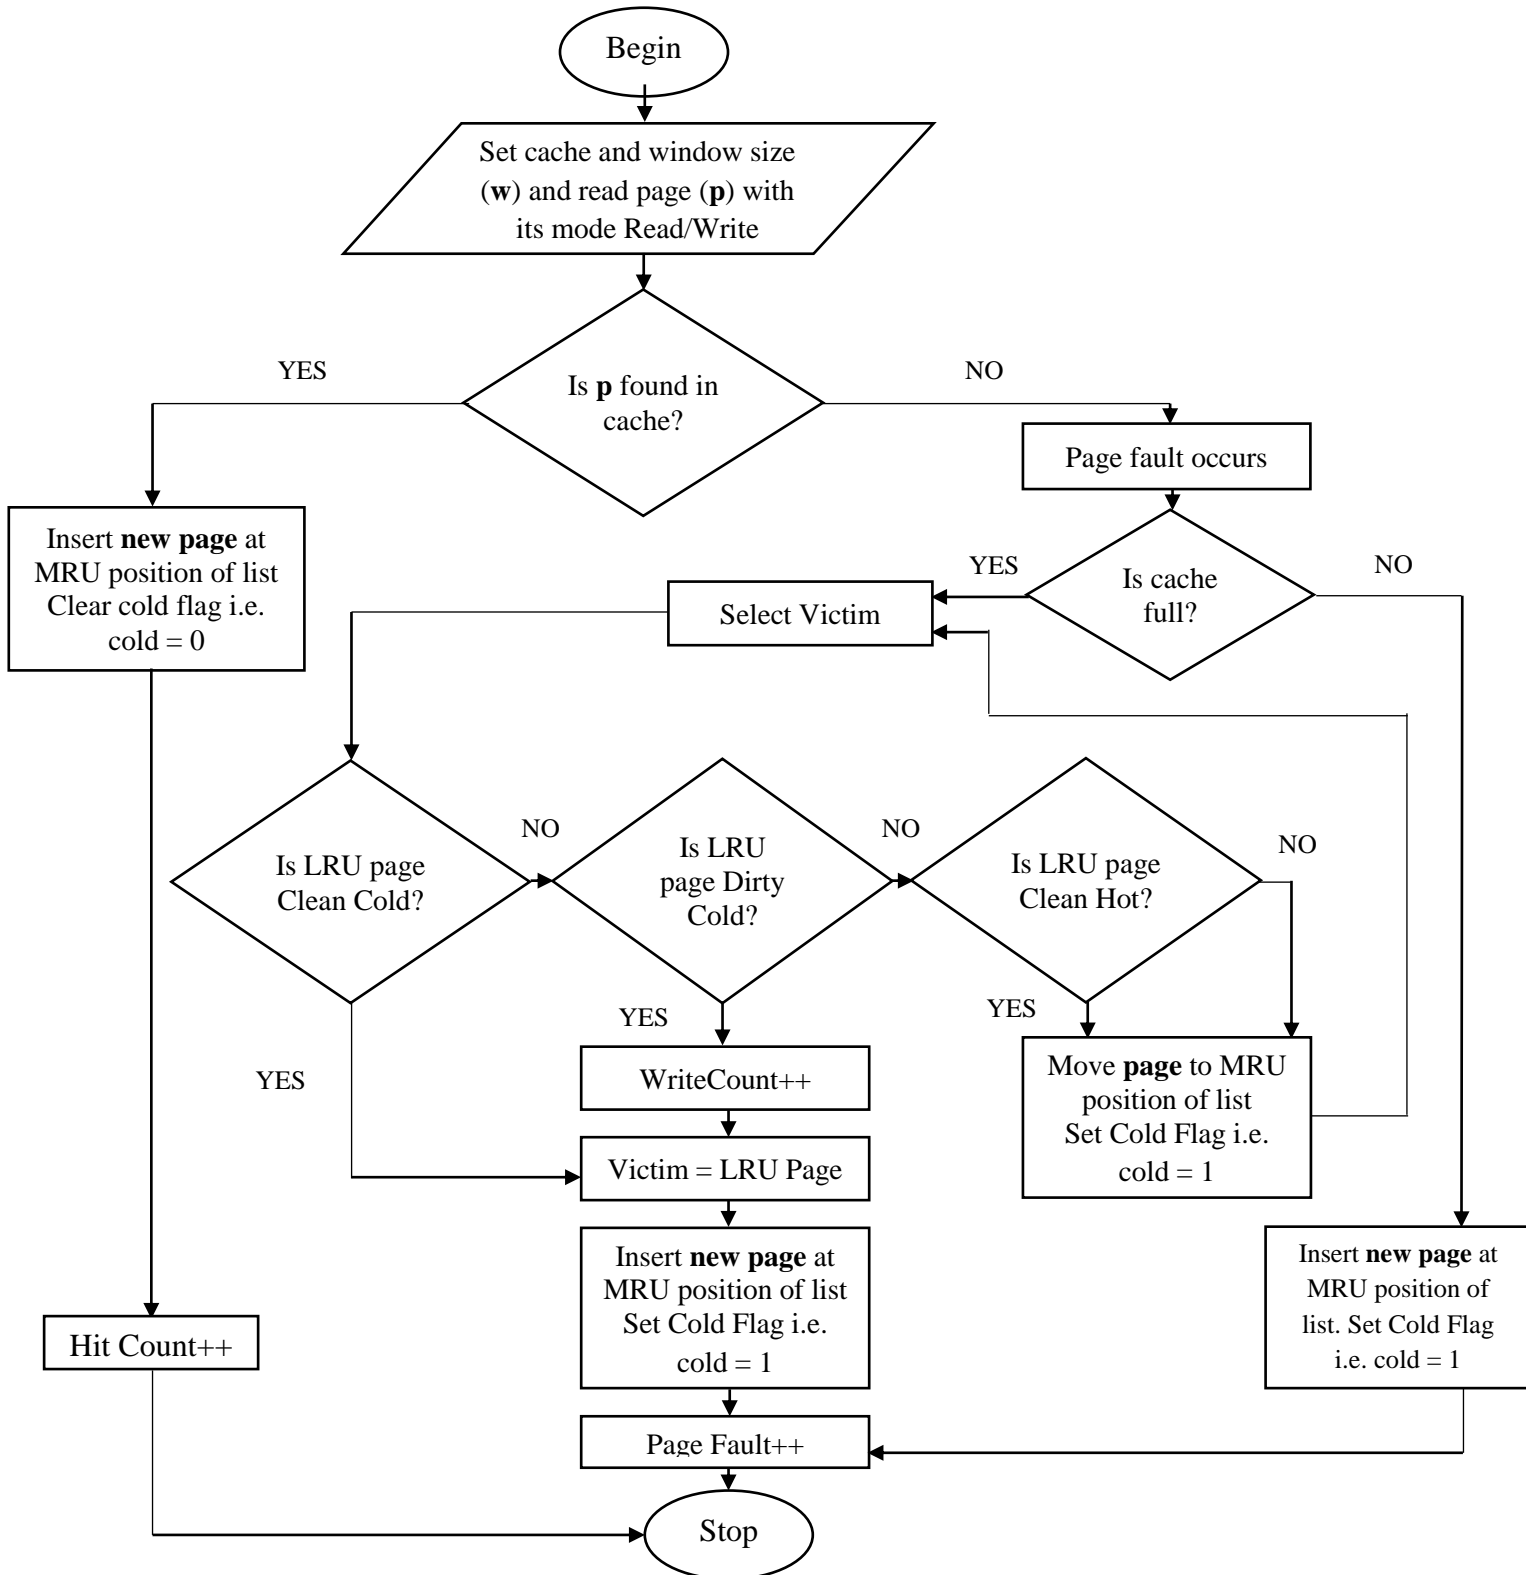 Begin
Set cache and window size
(w) and read page (p) with
its mode Read/Write
YES
NO
Is p found in
cache?
Page fault occurs
Insert new page at
MRU position of list
Clear cold flag i.e.
cold = 0
YES
NO
Is cache
full?
Select Victim
NO
NO
NO
Is LRU page
Clean Cold?
Is LRU
page Dirty
Cold?
Is LRU page
Clean Hot?
YES
YES
YES
WriteCount++
Move page to MRU
position of list
Set Cold Flag i.e.
cold = 1
Victim = LRU Page
Insert new page at
MRU position of list
Set Cold Flag i.e.
cold = 1
Insert new page at
MRU position of
list. Set Cold Flag
i.e. cold = 1
Hit Count++
Page Fault++
Stop